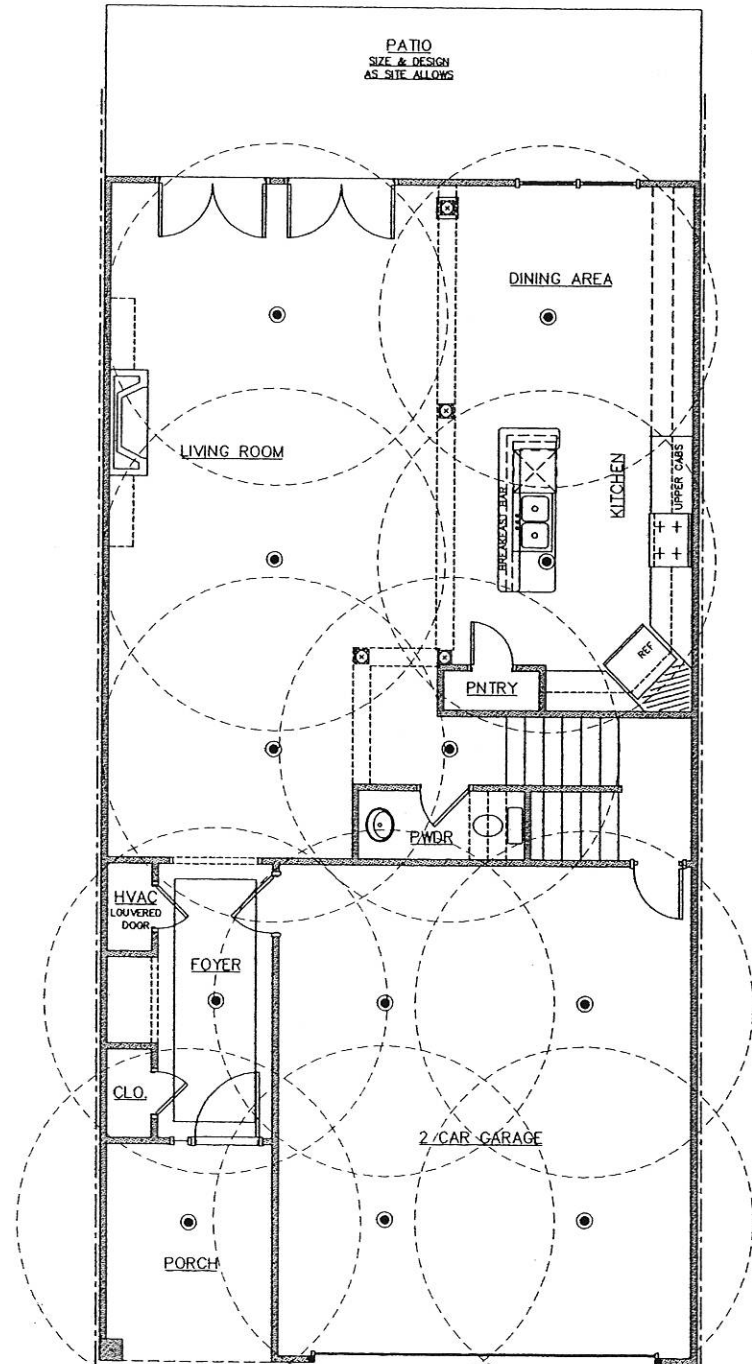 PATIO
SIZE & DESIGN
AS SITE ALLOWS
DINING AREA
LIVING ROOM
BREAKFAST BAR
KITCHEN
UPPER CABS
REF
PNTRY
PWDR
HVAC
LOUVERED
DOOR
FOYER
CLO.
2 CAR GARAGE
PORCH